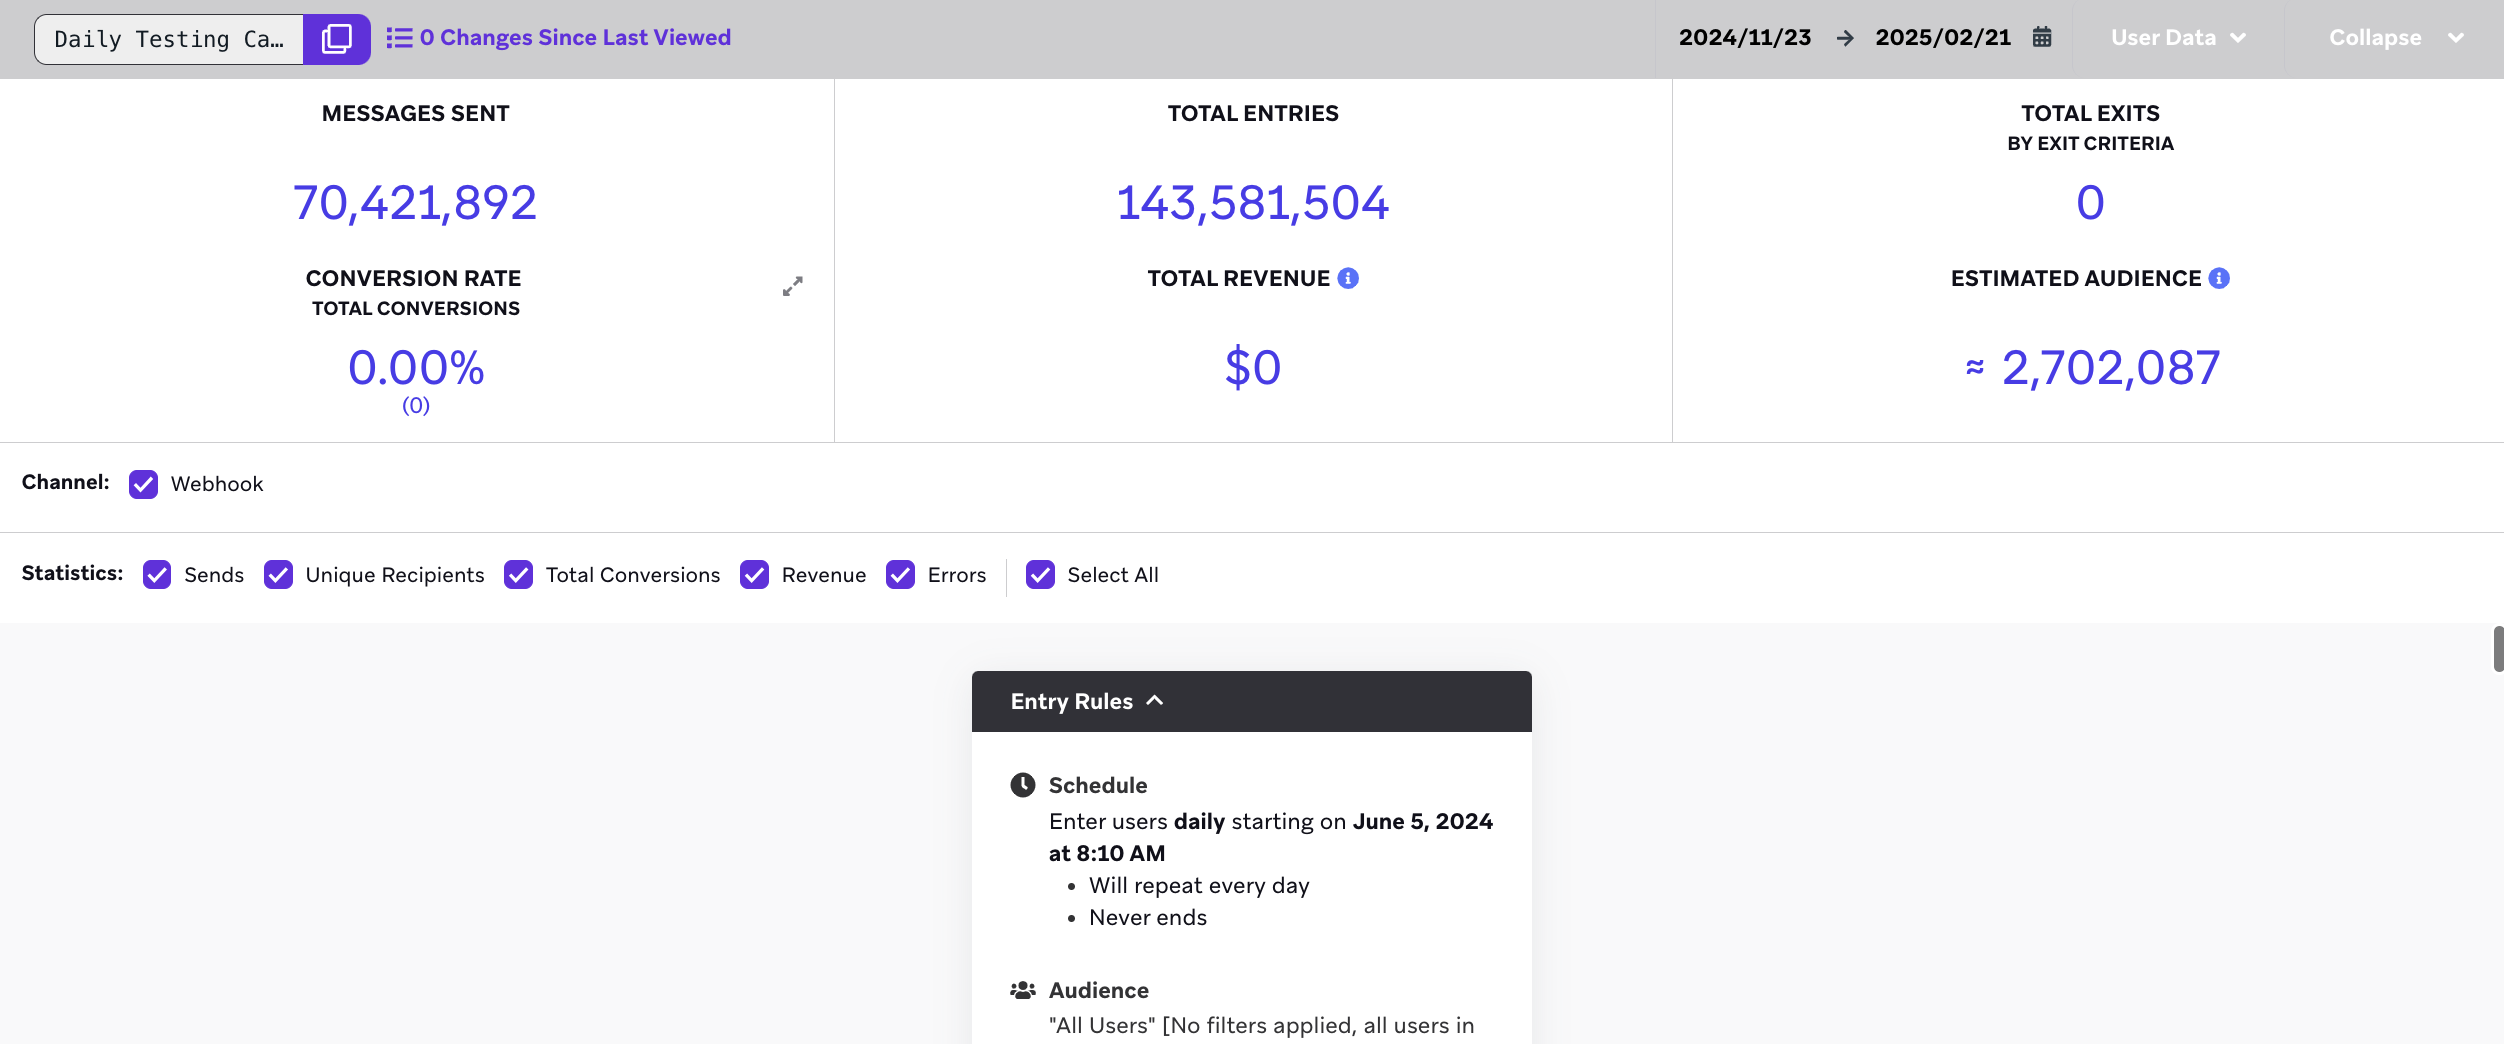 Daily Testing Ca…
0 Changes Since Last Viewed
2024/11/23 → 2025/02/21
User Data
Collapse
MESSAGES SENT
70,421,892
TOTAL ENTRIES
143,581,504
TOTAL EXITS
BY EXIT CRITERIA
0
CONVERSION RATE
TOTAL CONVERSIONS
0.00%
(0)
TOTAL REVENUE
$0
ESTIMATED AUDIENCE
≈ 2,702,087
Channel: Webhook
Statistics: Sends Unique Recipients Total Conversions Revenue Errors Select All
Entry Rules
Schedule
Enter users daily starting on June 5, 2024
at 8:10 AM
• Will repeat every day
• Never ends
Audience
"All Users" [No filters applied, all users in